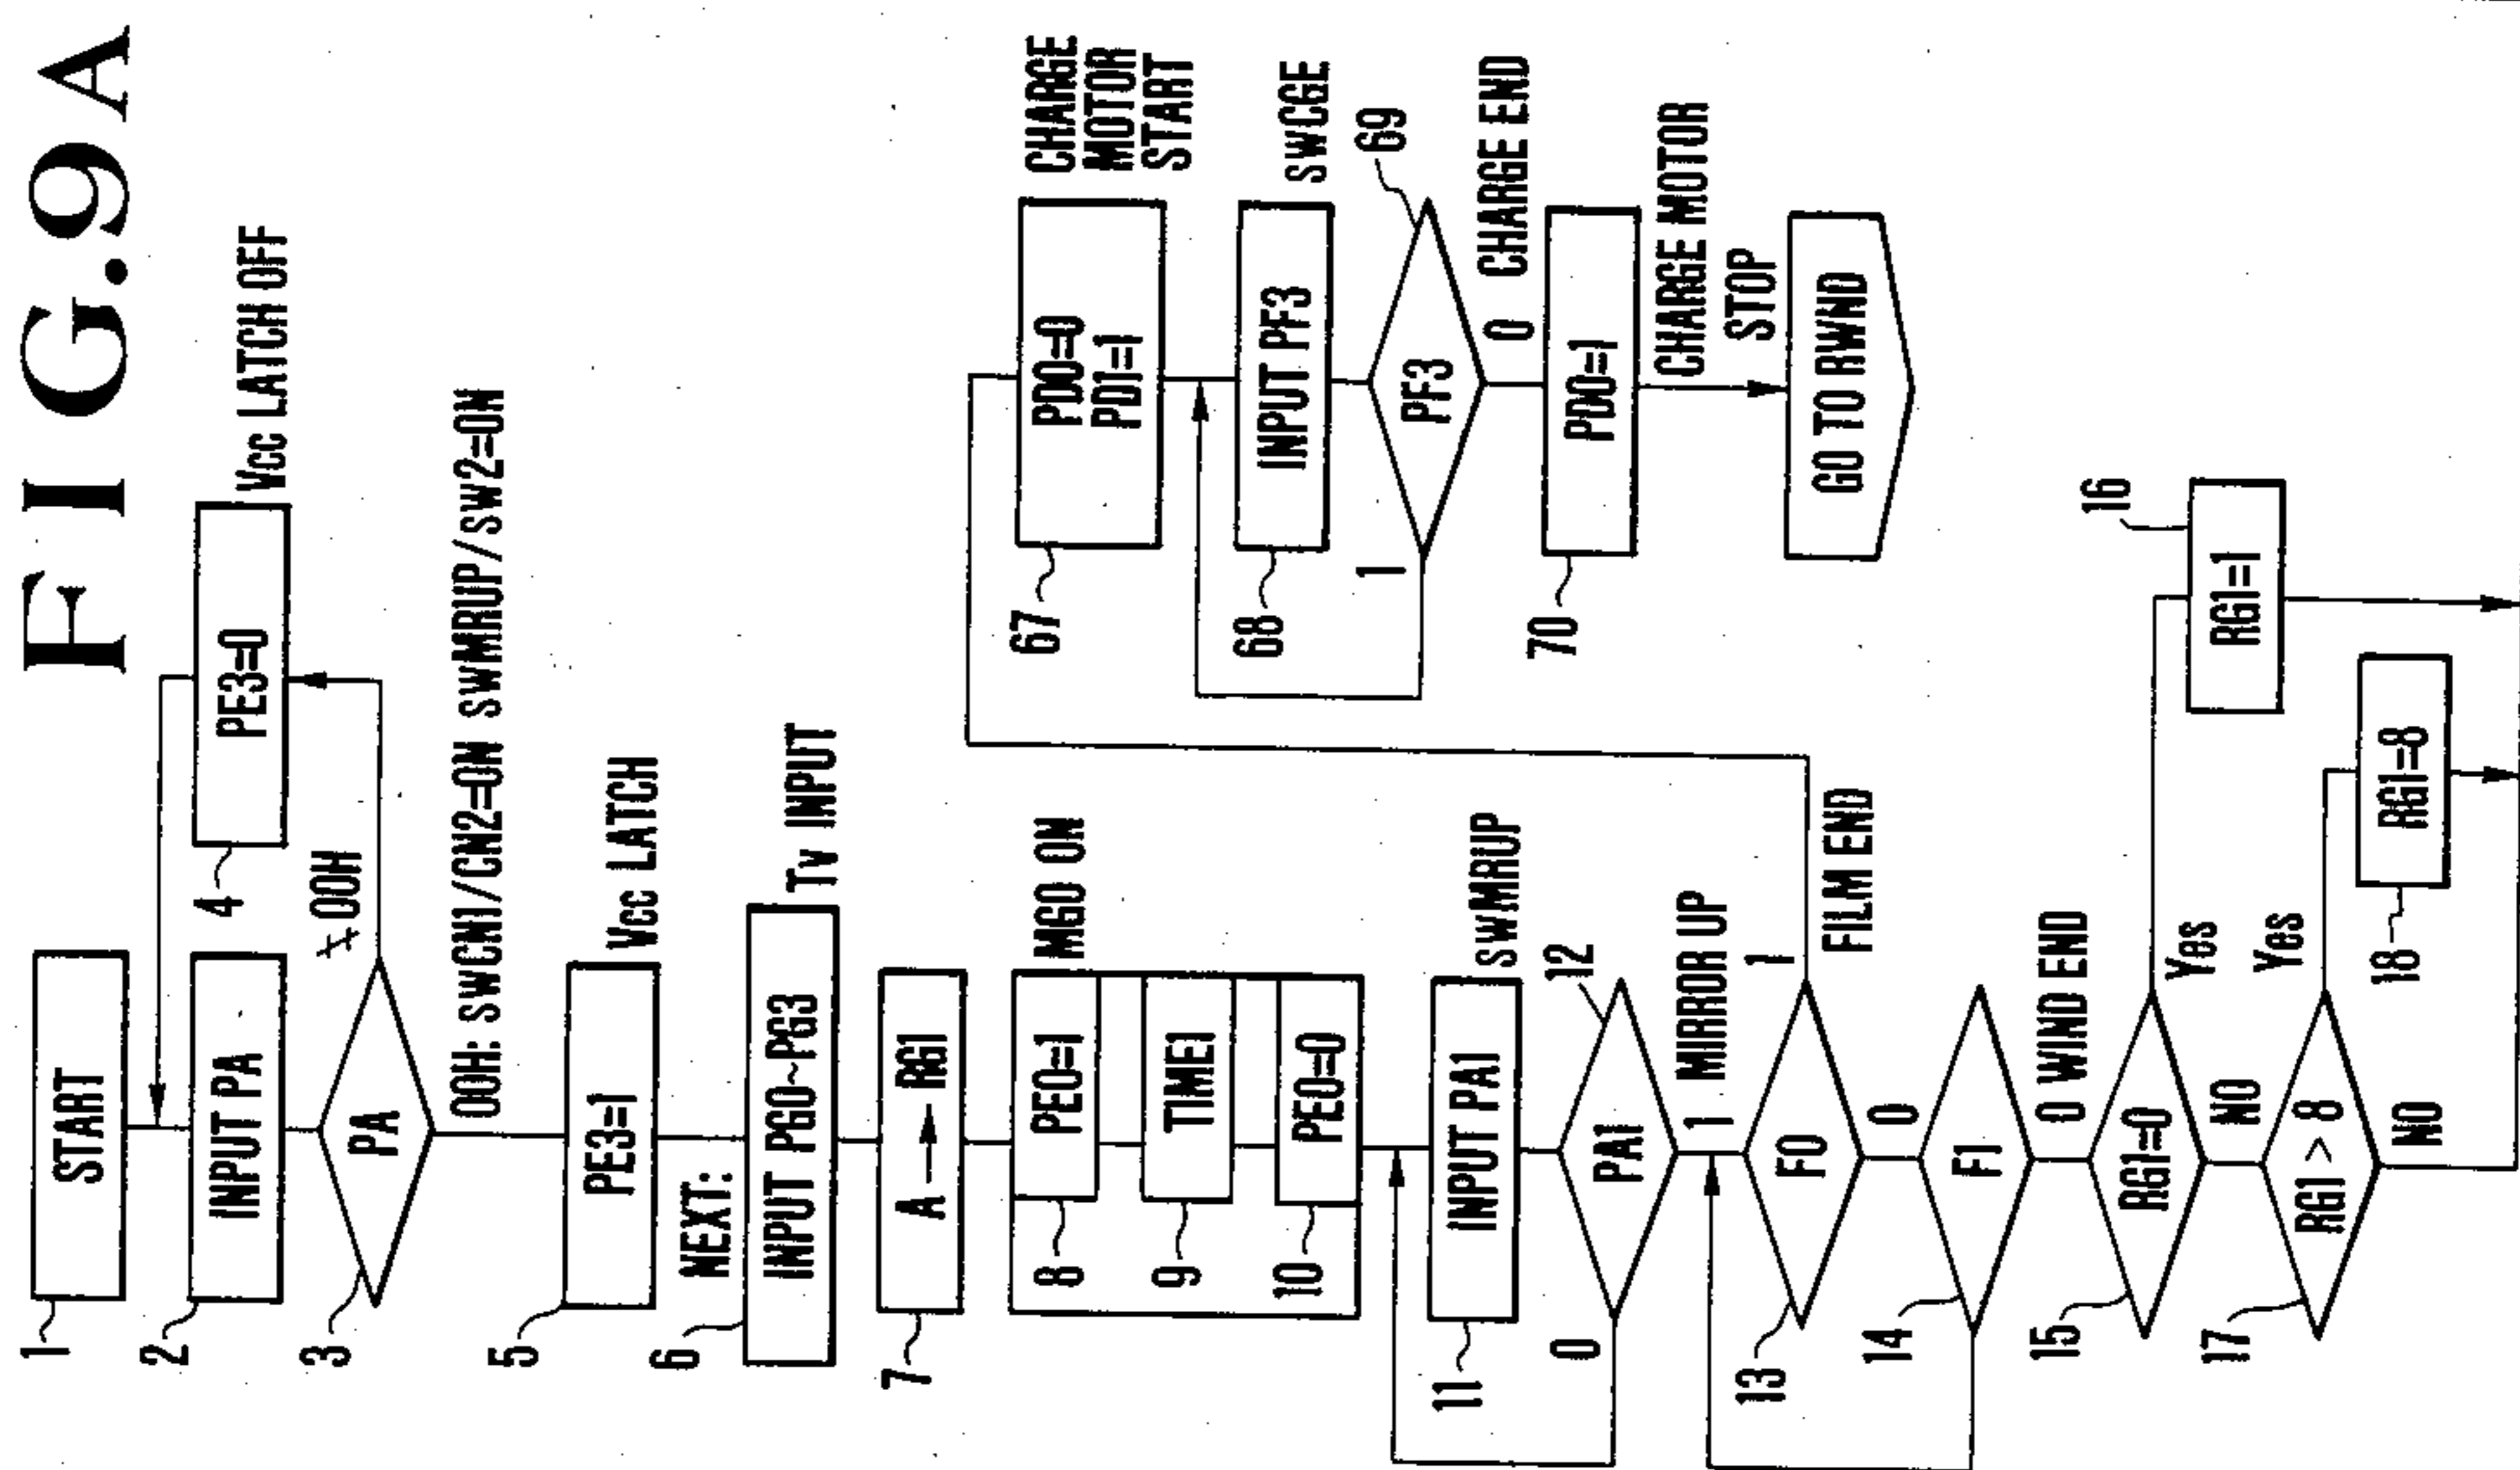 FIG.9A
1
START
2
INPUT PA
3
PA
≠ 00H
4
PE3=0
Vcc LATCH OFF
00H: SWCN1/CN2=ON SWMRUP/SW2=ON
5
PE3=1
Vcc LATCH
NEXT:
6
INPUT PG0~PG3
Tv INPUT
7
A → RG1
MG0 ON
8
PE0=1
9
TIME1
10
PE0=0
11
INPUT PA1
SWMRUP
12
PA1
0
1 MIRROR UP
13
F0
1
FILM END
0
14
F1
0 WIND END
15
RG1=0
Yes
NO
16
RG1=1
17
RG1 > 8
Yes
NO
18
RG1=8
67
PD0=0
PD1=1
CHARGE
MOTOR
START
68
INPUT PF3
SWCGE
69
PF3
1
0 CHARGE END
70
PD0=1
CHARGE MOTOR
STOP
GO TO RWND